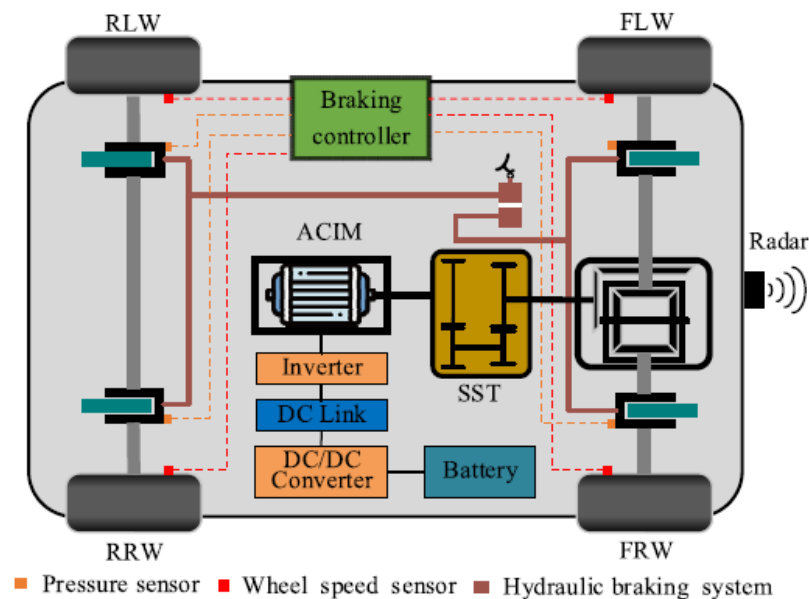 RLW
FLW
Braking
controller
ACIM
Radar
Inverter
SST
DC Link
DC/DC
Converter
Battery
RRW
FRW
Pressure sensor
Wheel speed sensor
Hydraulic braking system